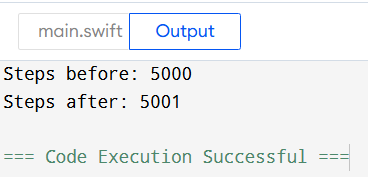 main.swift Output
Steps before: 5000
Steps after: 5001
=== Code Execution Successful ===